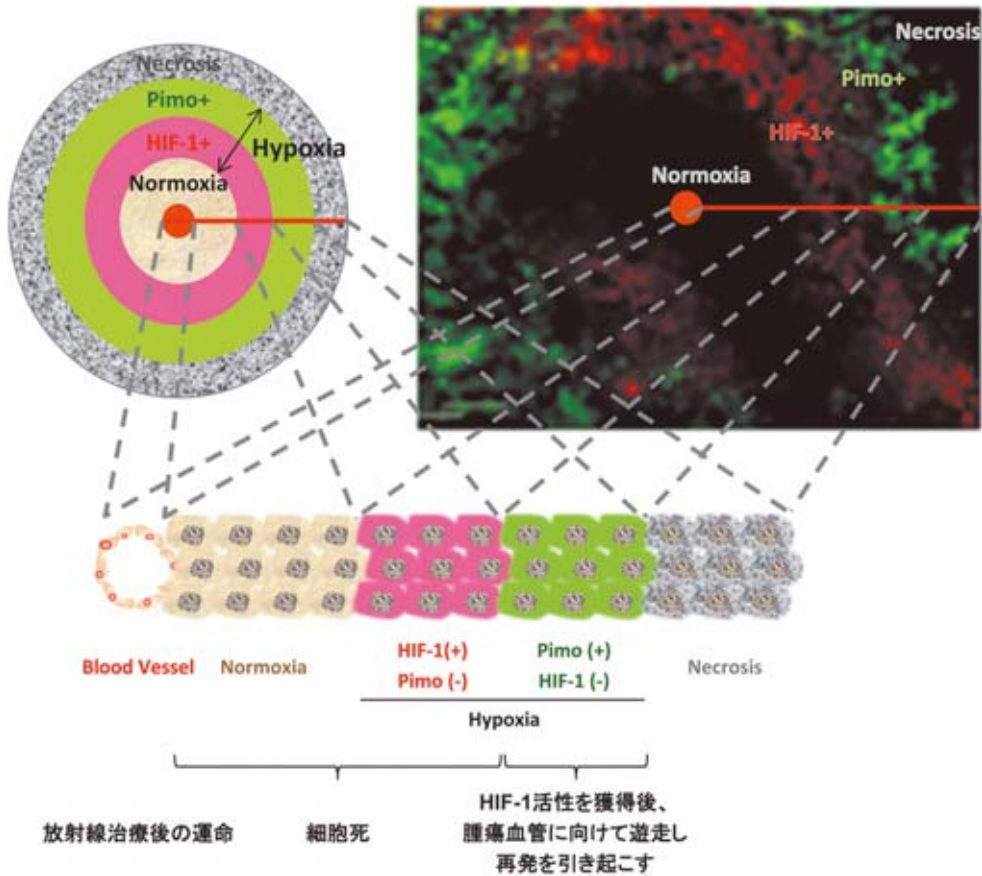 Necrosis
Pimo+
HIF-1+
Hypoxia
Normoxia
Necrosis
Pimo+
HIF-1+
Normoxia
Blood Vessel
Normoxia
HIF-1(+)
Pimo (-)
Pimo (+)
HIF-1 (-)
Necrosis
Hypoxia
放射線治療後の運命
細胞死
HIF-1活性を獲得後、
腫瘍血管に向けて遊走し
再発を引き起こす